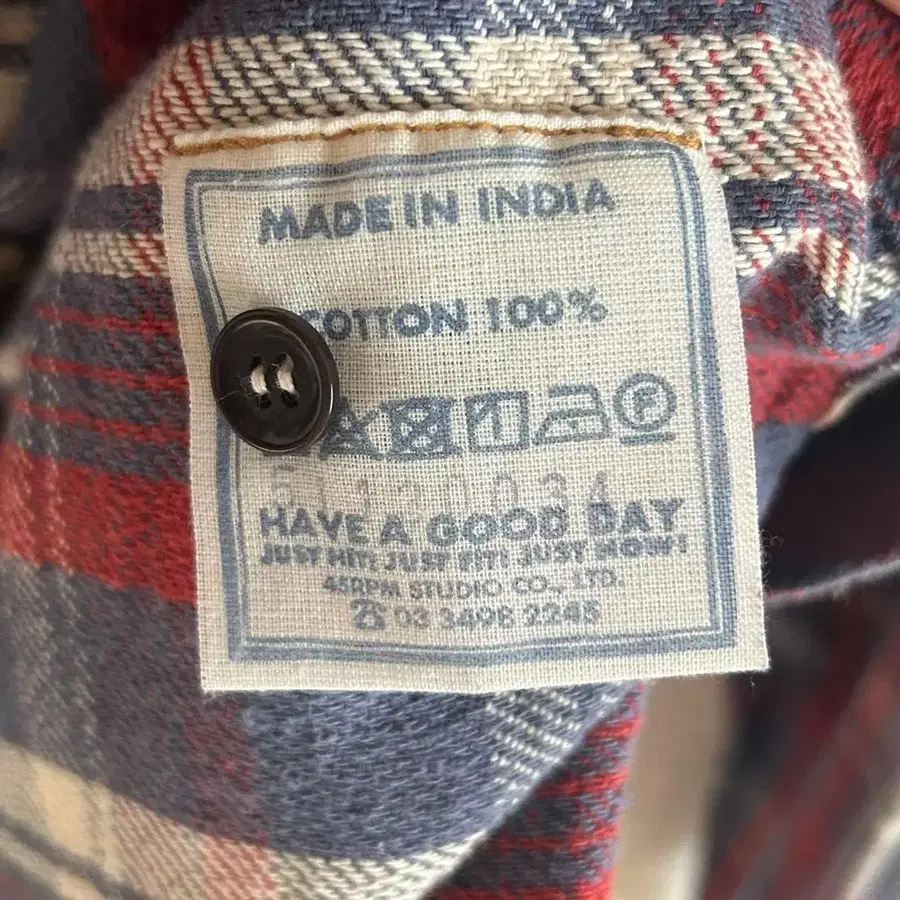 MADE IN INDIA
COTTON 100%
F
HAVE A GOOD DAY
JUST HIT! JUST FIT! JUST NOW!
45RPM STUDIO CO., LTD.
☎ 03 3498 2248